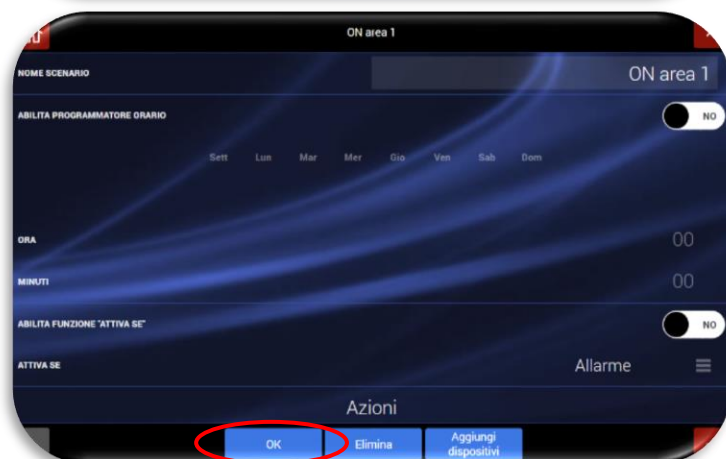 ON area 1
NOME SCENARIO
ON area 1
ABILITA PROGRAMMATORE ORARIO
NO
Sett Lun Mar Mer Gio Ven Sab Dom
ORA
00
MINUTI
00
ABILITA FUNZIONE "ATTIVA SE"
NO
ATTIVA SE
Allarme
Azioni
OK
Elimina
Aggiungi
dispositivi